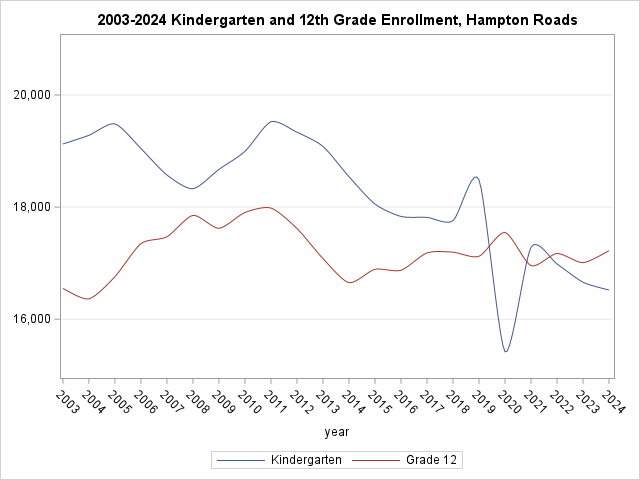 2003-2024 Kindergarten and 12th Grade Enrollment, Hampton Roads
20,000
18,000
16,000
2003 2004 2005 2006 2007 2008 2009 2010 2011 2012 2013 2014 2015 2016 2017 2018 2019 2020 2021 2022 2023 2024
year
Kindergarten Grade 12